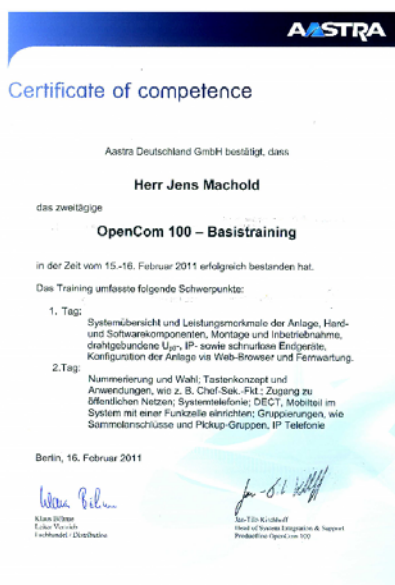 AASTRA
Certificate of competence
Aastra Deutschland GmbH bestätigt, dass
Herr Jens Machold
das zweitägige
OpenCom 100 – Basistraining
in der Zeit vom 15.-16. Februar 2011 erfolgreich bestanden hat.
Das Training umfasste folgende Schwerpunkte:
1. Tag:
Systemübersicht und Leistungsmerkmale der Anlage, Hard-
und Softwarekomponenten, Montage und Inbetriebnahme,
drahtgebundene Up0-, IP- sowie schnurlose Endgeräte,
Konfiguration der Anlage via Web-Browser und Fernwartung.
2.Tag:
Nummerierung und Wahl; Tastenkonzept und
Anwendungen, wie z. B. Chef-Sek.-Fkt.; Zugang zu
öffentlichen Netzen; Systemtelefonie; DECT, Mobilteil im
System mit einer Funkzelle einrichten; Gruppierungen, wie
Sammelanschlüsse und Pickup-Gruppen, IP Telefonie
Berlin, 16. Februar 2011
Klaus Böhme
Leiter Vertrieb
Fachhandel / Distribution
Jan-Tilo Kirchhoff
Head of System Integration & Support
Productline OpenCom 100